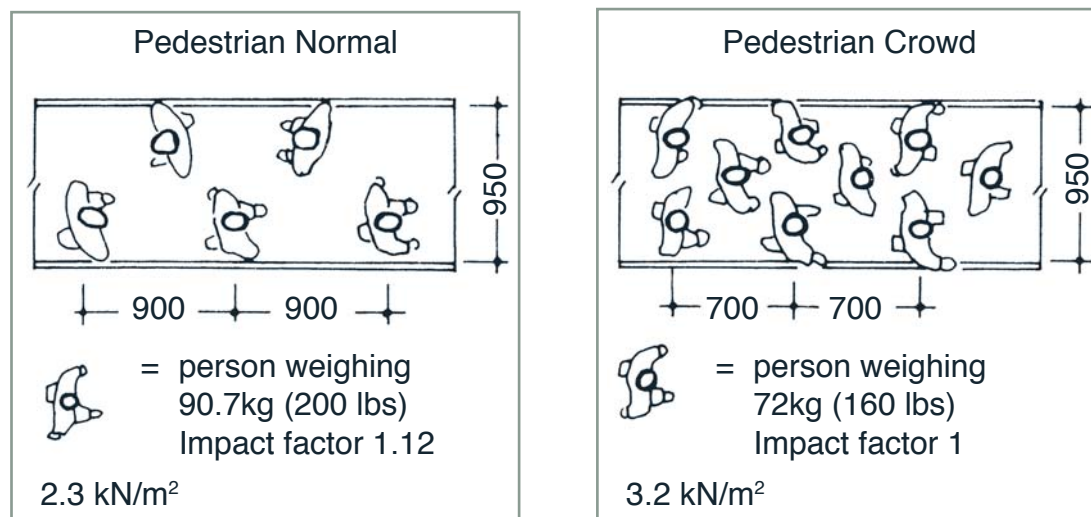 Pedestrian Normal
950
900
900
= person weighing
90.7kg (200 lbs)
Impact factor 1.12
2.3 kN/m²
Pedestrian Crowd
950
700
700
= person weighing
72kg (160 lbs)
Impact factor 1
3.2 kN/m²